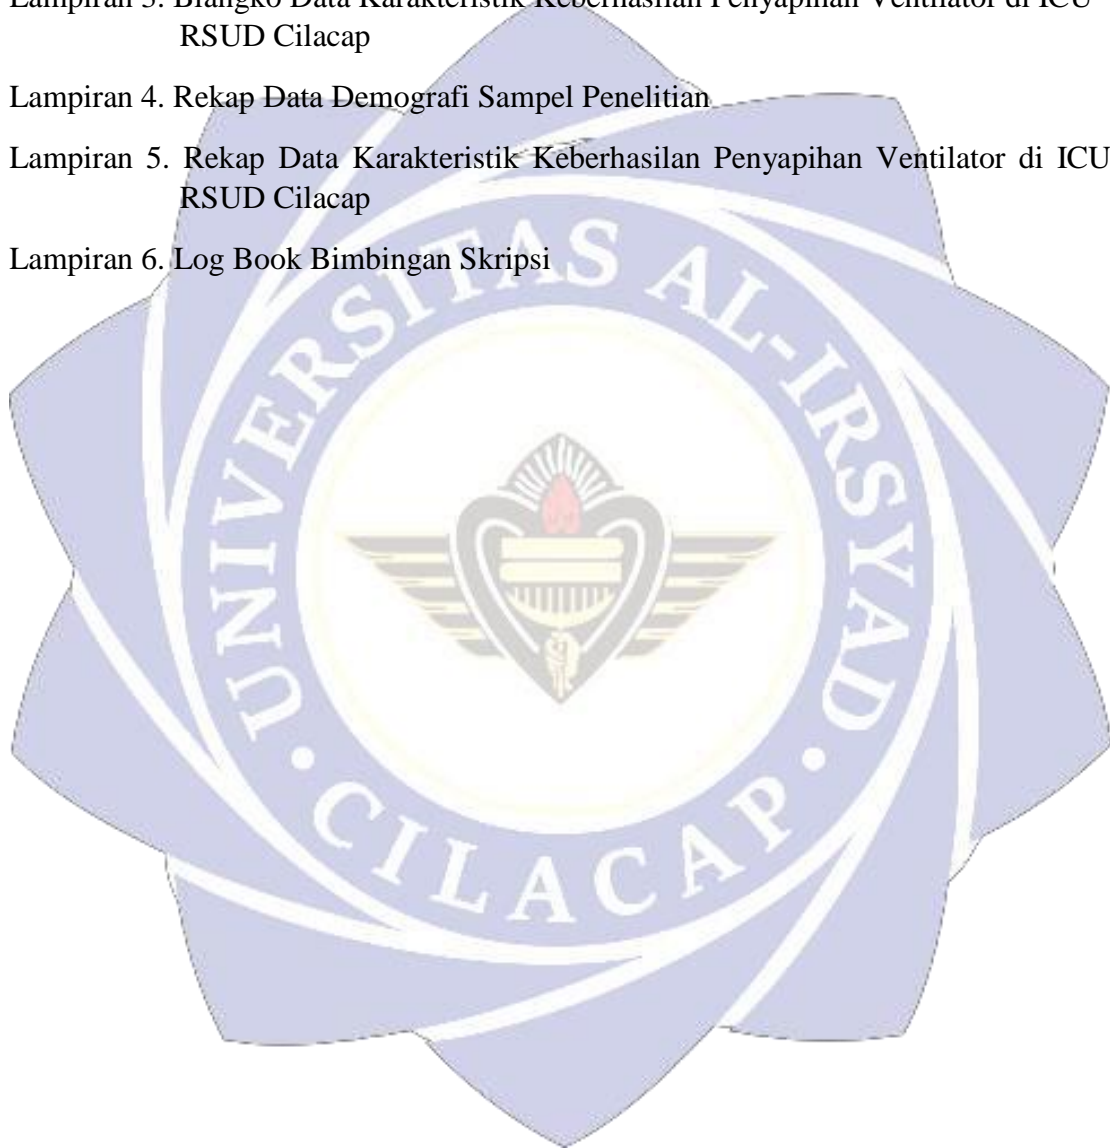 Lampiran 3. Blangko Data Karakteristik Keberhasilan Penyapihan Ventilator di ICU
RSUD Cilacap
Lampiran 4. Rekap Data Demografi Sampel Penelitian
Lampiran 5. Rekap Data Karakteristik Keberhasilan Penyapihan Ventilator di ICU
RSUD Cilacap
Lampiran 6. Log Book Bimbingan Skripsi
UNIVERSITAS AL-IRSYAD
• CILACAP •